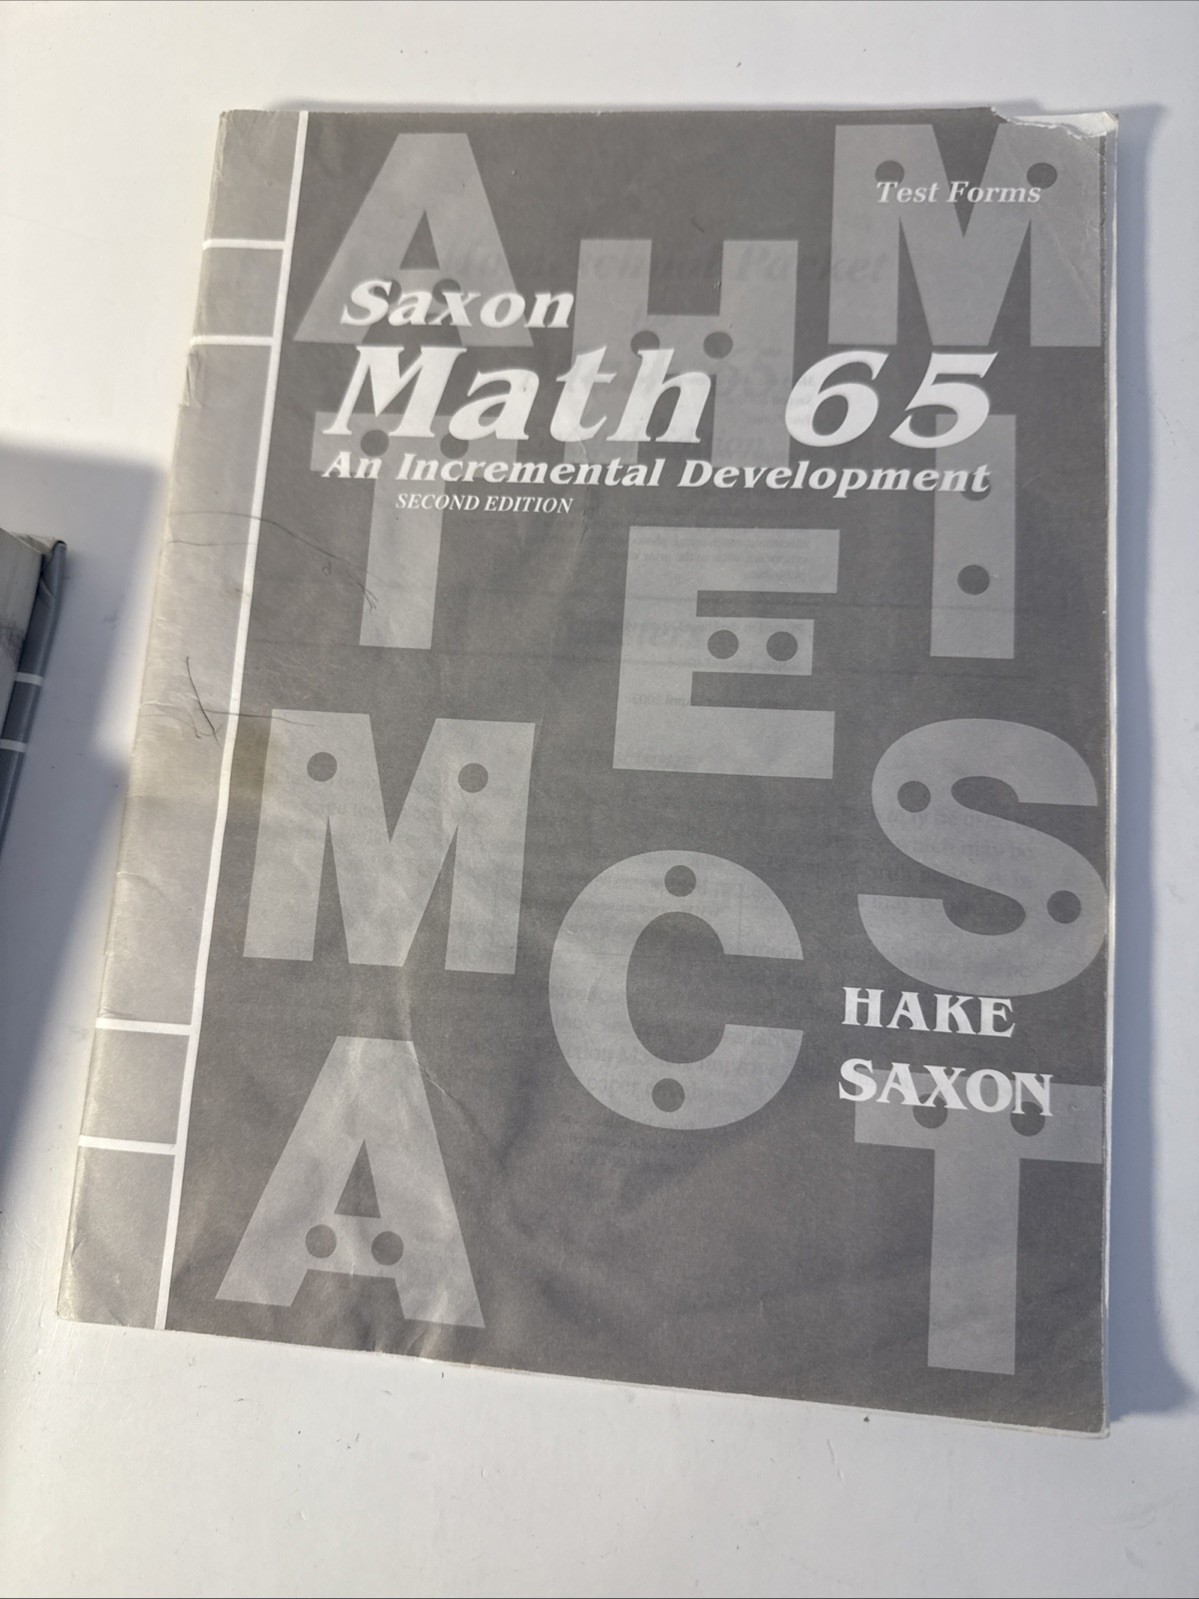 Test Forms
Saxon
Math 65
An Incremental Development
SECOND EDITION
HAKE
SAXON
A
H
M
T
I
E
M
S
C
A
T